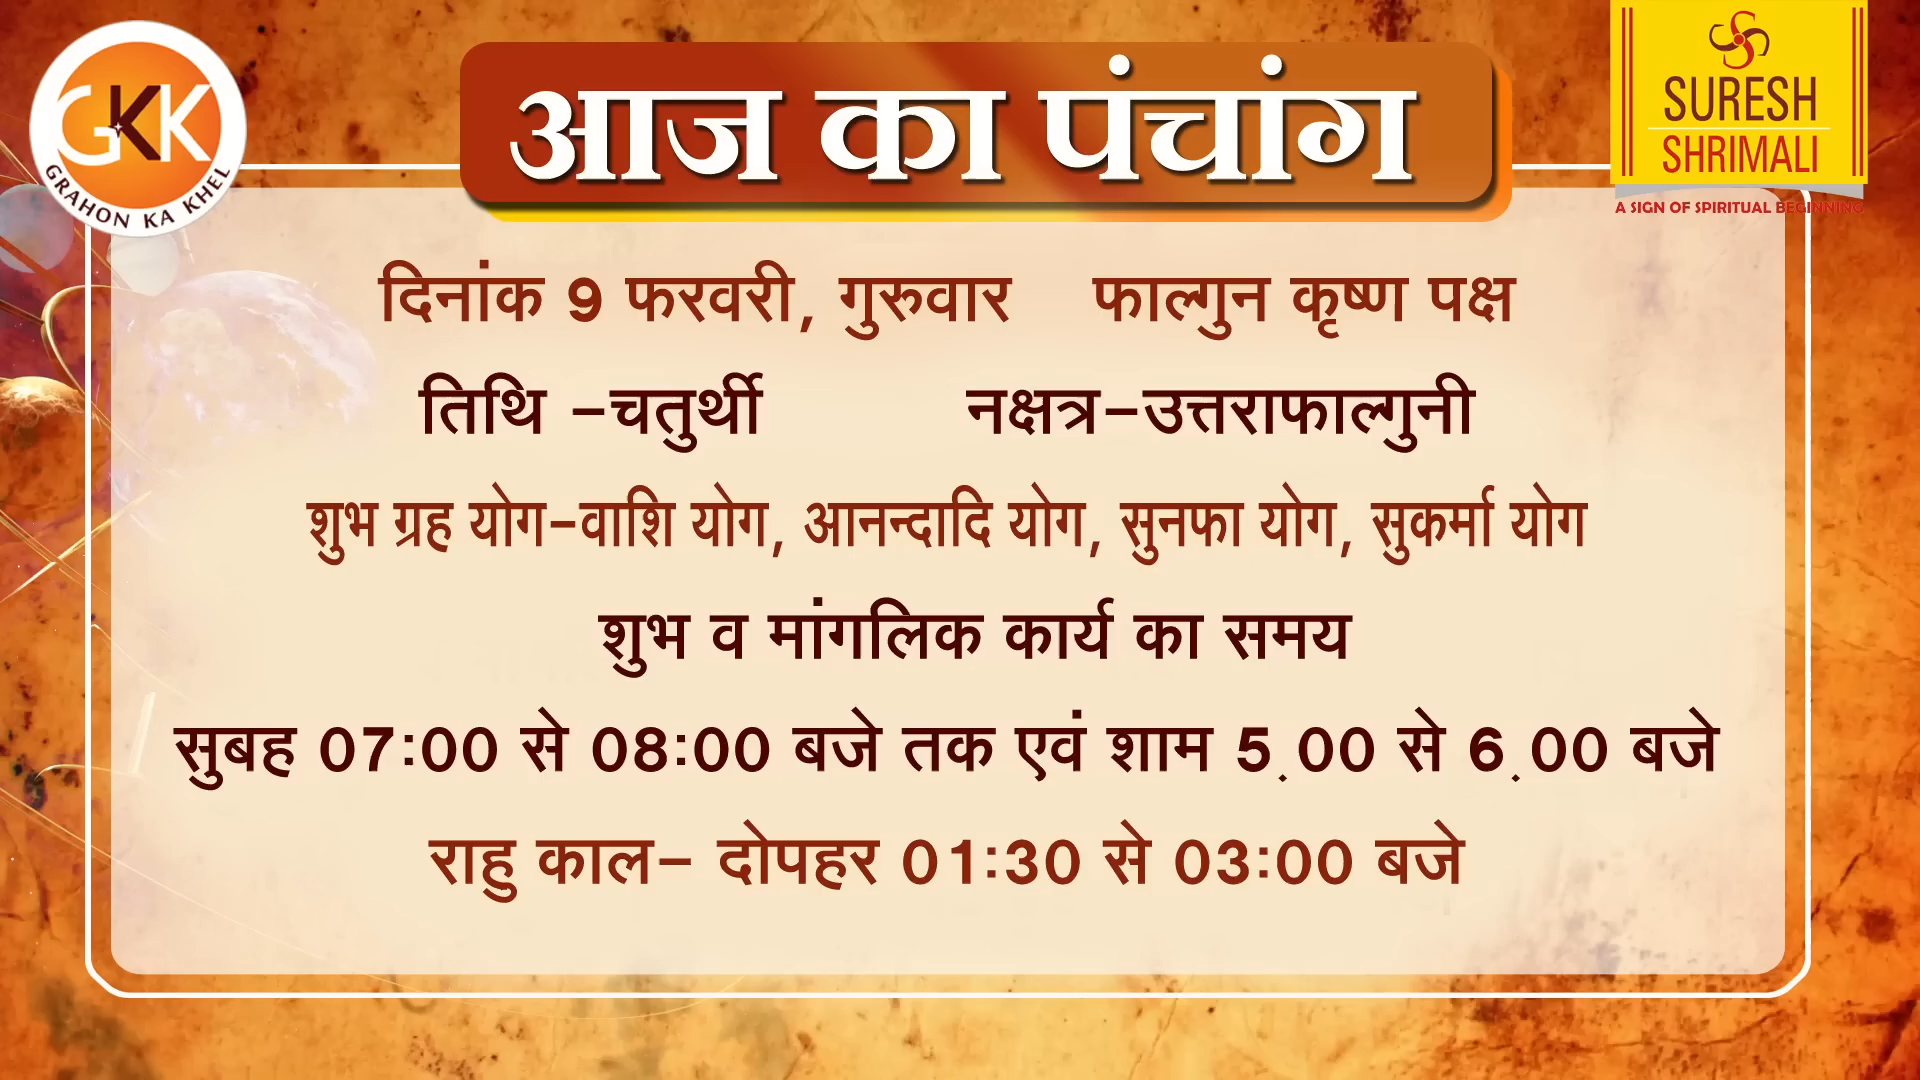 GKK
GRAHON KA KHEL
आज का पंचांग
SURESH
SHRIMALI
A SIGN OF SPIRITUAL BEGINNING
दिनांक 9 फरवरी, गुरुवार फाल्गुन कृष्ण पक्ष
तिथि -चतुर्थी नक्षत्र-उत्तराफाल्गुनी
शुभ ग्रह योग-वाशि योग, आनन्दादि योग, सुनफा योग, सुकर्मा योग
शुभ व मांगलिक कार्य का समय
सुबह 07:00 से 08:00 बजे तक एवं शाम 5.00 से 6.00 बजे
राहु काल- दोपहर 01:30 से 03:00 बजे